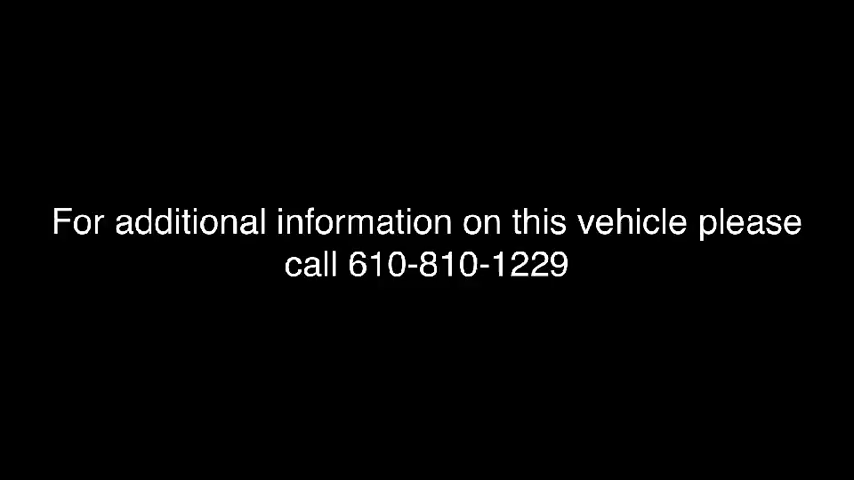 For additional information on this vehicle please
call 610-810-1229